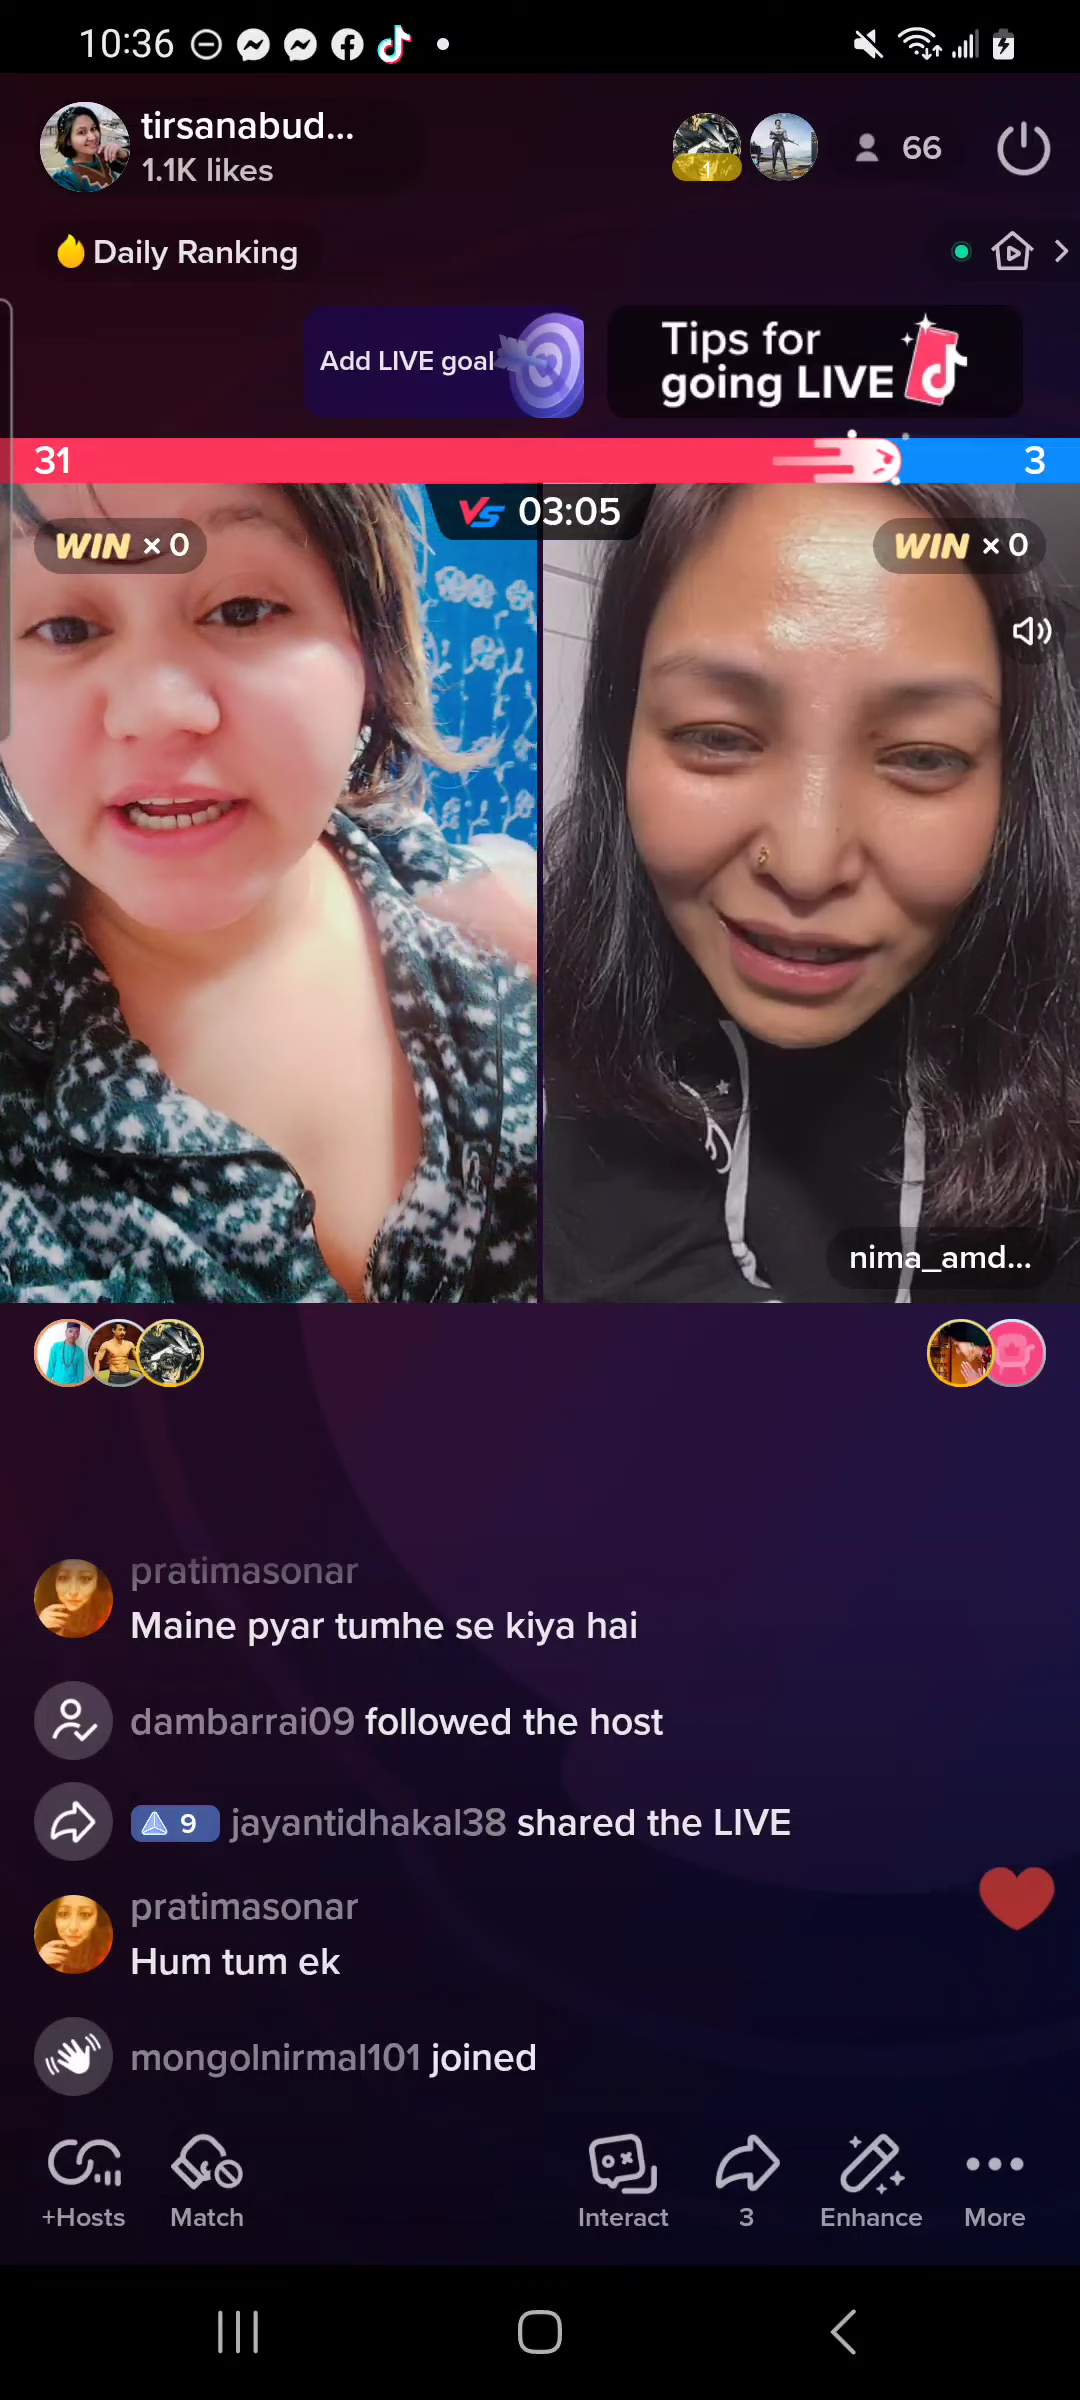 10:36
tirsanabud...
1.1K likes
1
66
Daily Ranking
Add LIVE goal
Tips for
going LIVE
31
3
VS 03:05
WIN × 0
WIN × 0
nima_amd...
pratimasonar
Maine pyar tumhe se kiya hai
dambarrai09 followed the host
9 jayantidhakal38 shared the LIVE
pratimasonar
Hum tum ek
mongolnirmal101 joined
+Hosts
Match
Interact
3
Enhance
More